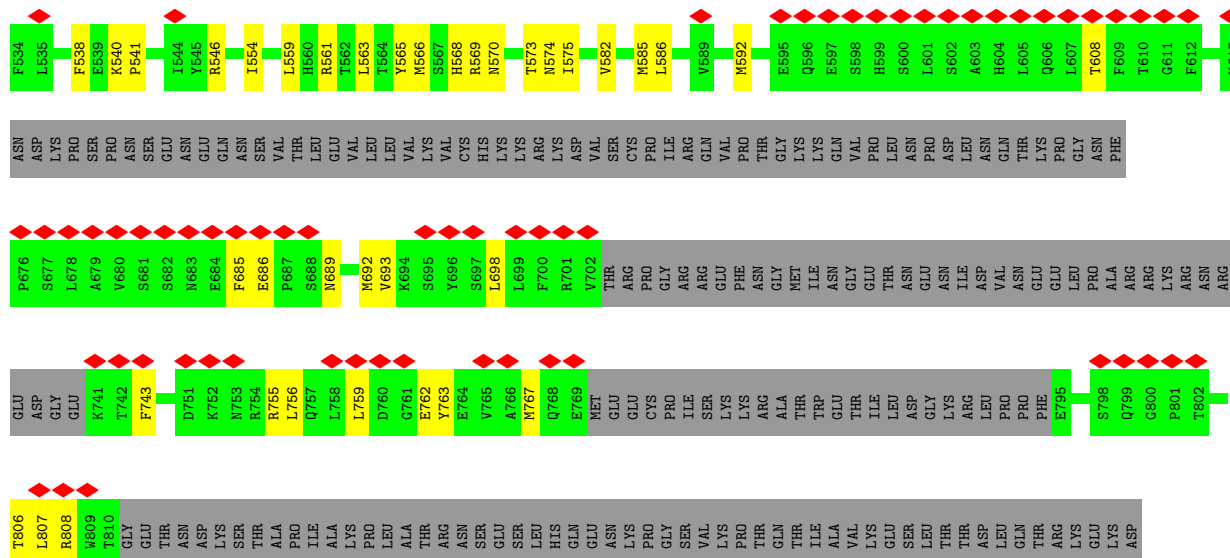 F534 L535 F538 E539 K540 P541 I544 Y545 R546 I554 L559 H560 R561 T562 L563 T564 Y565 M566 S567 H568 R569 N570 T573 N574 I575 V582 M585 L586 V589 M592 E595 Q596 E597 S598 H599 S600 L601 S602 A603 H604 L605 Q606 L607 T608 F609 T610 G611 F612
ASN ASP LYS PRO SER PRO ASN SER GLU ASN GLU GLN ASN SER VAL THR LEU GLU VAL LEU LEU VAL LYS VAL CYS HIS LYS LYS ARG LYS ASP VAL SER CYS PRO ILE ARG GLN VAL PRO THR GLY LYS LYS GLN VAL PRO LEU ASN PRO ASP LEU ASN GLN THR LYS PRO GLY ASN PHE
P676 S677 L678 A679 V680 S681 S682 N683 E684 F685 E686 P687 S688 N689 M692 V693 K694 S695 Y696 S697 L698 L699 F700 R701 V702 THR ARG PRO GLY ARG ARG GLU PHE ASN GLY MET ILE ASN GLY GLU THR ASN GLU ASN ILE ASP VAL ASN GLU GLU LEU PRO ALA ARG ARG LYS ARG ASN ARG
GLU ASP GLY GLU K741 T742 F743 D751 K752 N753 R754 R755 L756 Q757 L758 L759 D760 G761 E762 Y763 E764 V765 A766 M767 Q768 E769 MET GLU GLU CYS PRO ILE SER LYS LYS ARG ALA THR TRP GLU THR ILE LEU ASP GLY LYS ARG LEU PRO PRO PHE E795 S798 Q799 G800 P801 T802
T806 L807 R808 W809 T810 GLY GLU THR ASN ASP LYS SER THR ALA PRO ILE ALA LYS PRO LEU ALA THR ARG ASN SER GLU SER LEU HIS GLN GLU ASN LYS PRO GLY SER VAL LYS PRO THR GLN THR ILE ALA VAL LYS GLU SER LEU THR THR ASP LEU GLN THR ARG LYS GLU LYS ASP